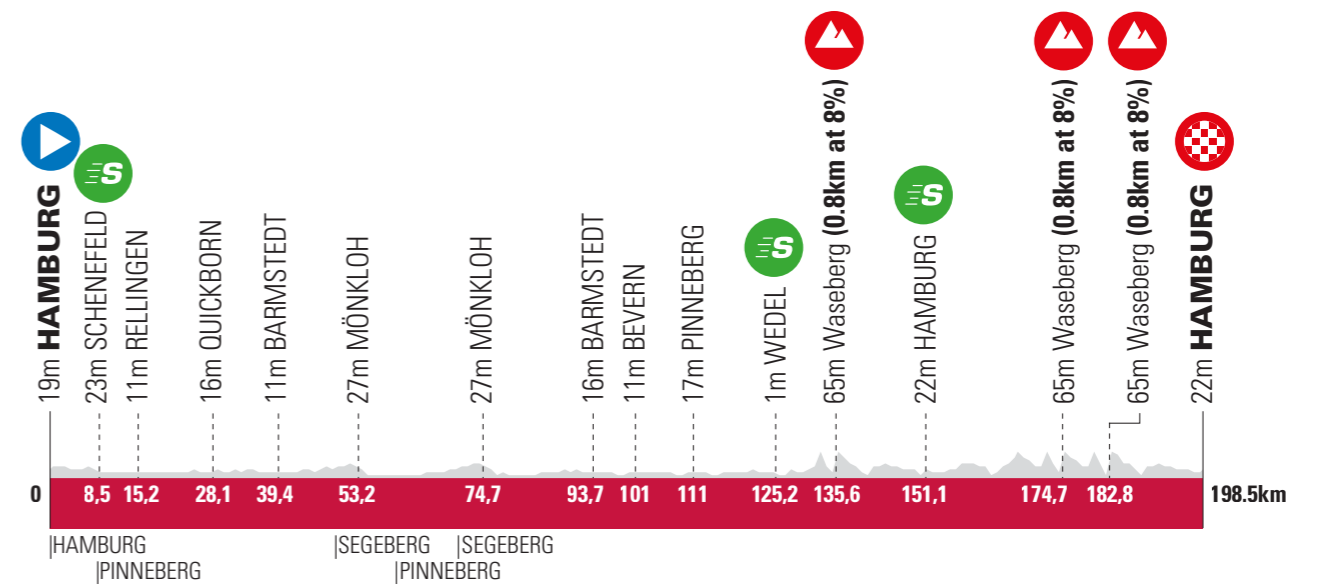 19m HAMBURG
S
23m SCHENEFELD
11m RELLINGEN
16m QUICKBORN
11m BARMSTEDT
27m MÖNKLOH
27m MÖNKLOH
16m BARMSTEDT
11m BEVERN
17m PINNEBERG
S
1m WEDEL
65m Waseberg (0.8km at 8%)
S
22m HAMBURG
65m Waseberg (0.8km at 8%)
65m Waseberg (0.8km at 8%)
22m HAMBURG
0 8,5 15,2 28,1 39,4 53,2 74,7 93,7 101 111 125,2 135,6 151,1 174,7 182,8 198.5km
|HAMBURG |SEGEBERG |SEGEBERG
|PINNEBERG |PINNEBERG